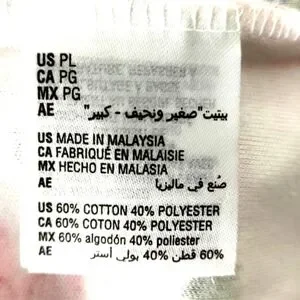 US PL
CA PG
MX PG
AE بيتيت"صغير ونحيف - كبير"
US MADE IN MALAYSIA
CA FABRIQUÉ EN MALAISIE
MX HECHO EN MALASIA
AE صُنع في ماليزيا
US 60% COTTON 40% POLYESTER
CA 60% COTON 40% POLYESTER
MX 60% algodón 40% poliester
AE 60% قطن 40% بولي أستر